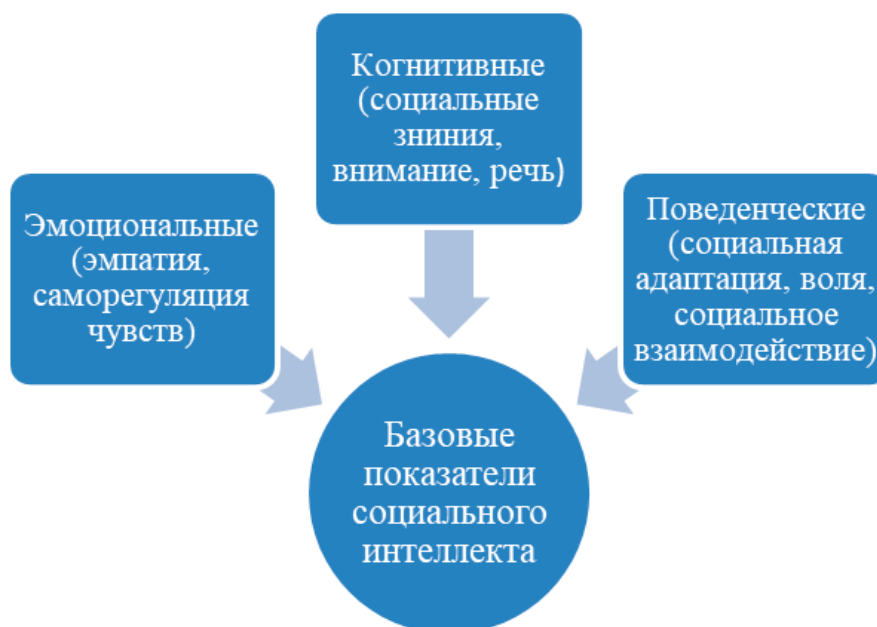 Когнитивные
(социальные
зниния,
внимание, речь)
Эмоциональные
(эмпатия,
саморегуляция
чувств)
Поведенческие
(социальная
адаптация, воля,
социальное
взаимодействие)
Базовые
показатели
социального
интеллекта